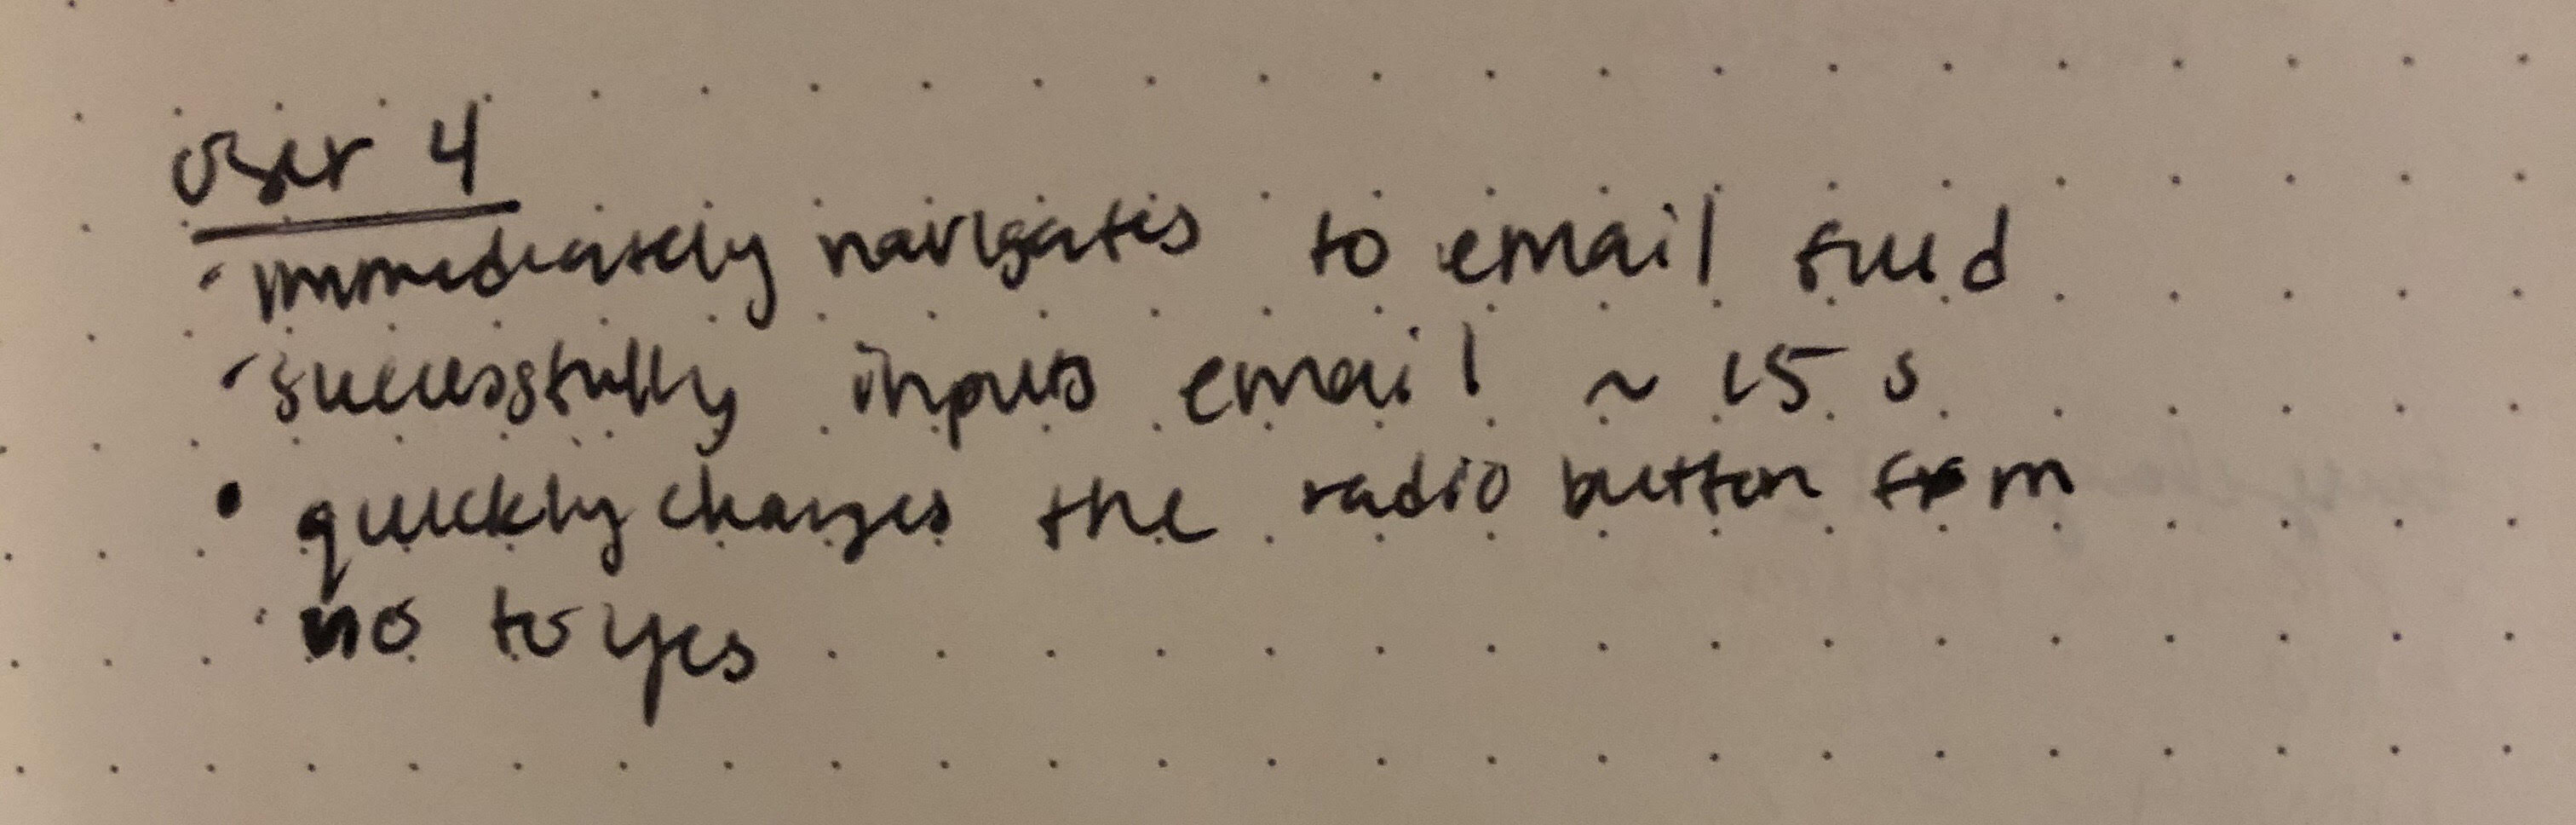 User 4
· immediately navigates to email field
· successfully inputs email ~ 15 s
• quickly changes the radio button from
no to yes